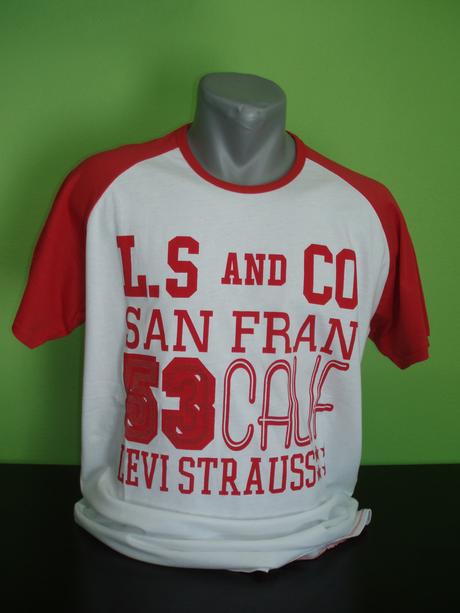 L.S AND CO
SAN FRAN
53 CALIF
LEVI STRAUSS